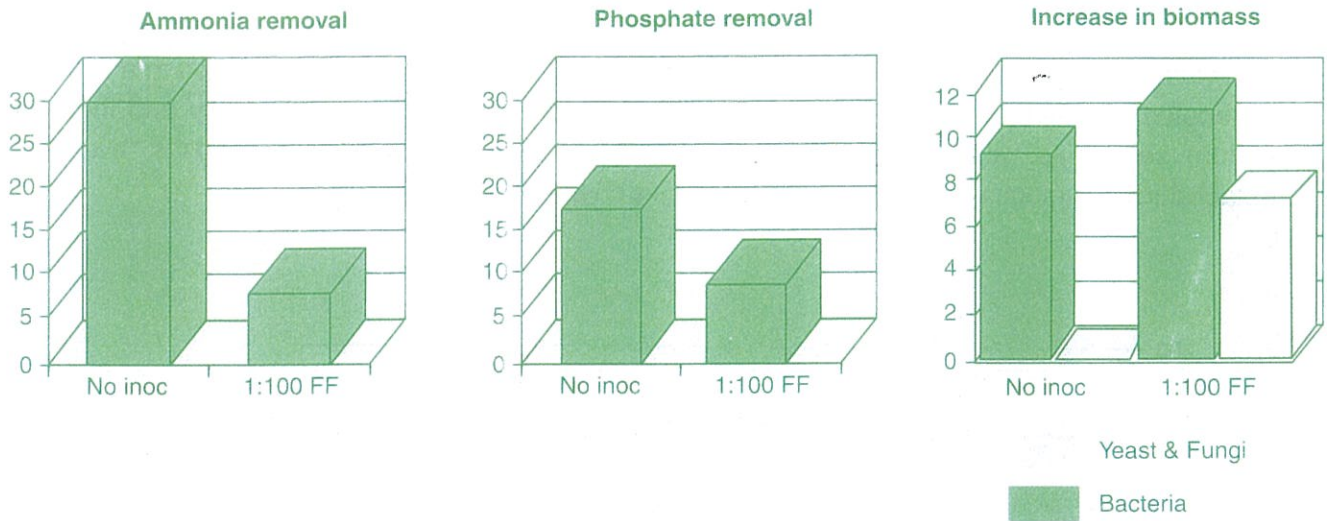 Ammonia removal
30
25
20
15
10
5
0
No inoc 1:100 FF
Phosphate removal
30
25
20
15
10
5
0
No inoc 1:100 FF
Increase in biomass
12
10
8
6
4
2
0
No inoc 1:100 FF
Yeast & Fungi
Bacteria